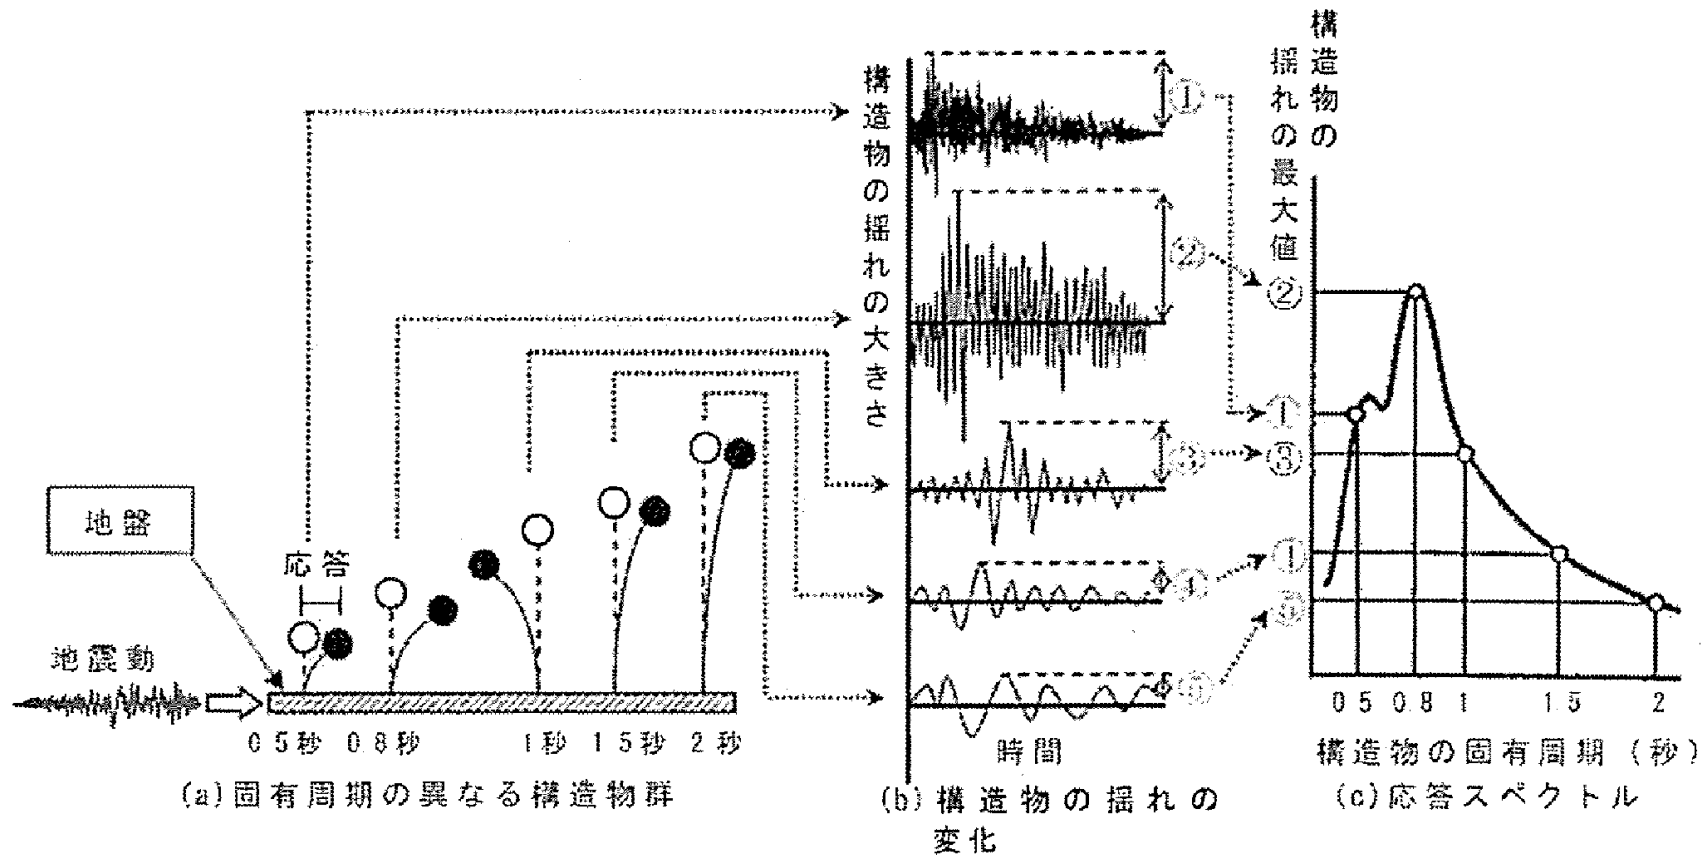 地盤
応答
地震動
0.5秒 0.8秒 1秒 1.5秒 2秒
(a)固有周期の異なる構造物群
構造物の揺れの大きさ
①
②
③
④
⑤
時間
(b)構造物の揺れの
変化
構造物の
揺れの最大値
②
①
③
④
⑤
0.5 0.8 1 1.5 2
構造物の固有周期(秒)
(c)応答スペクトル